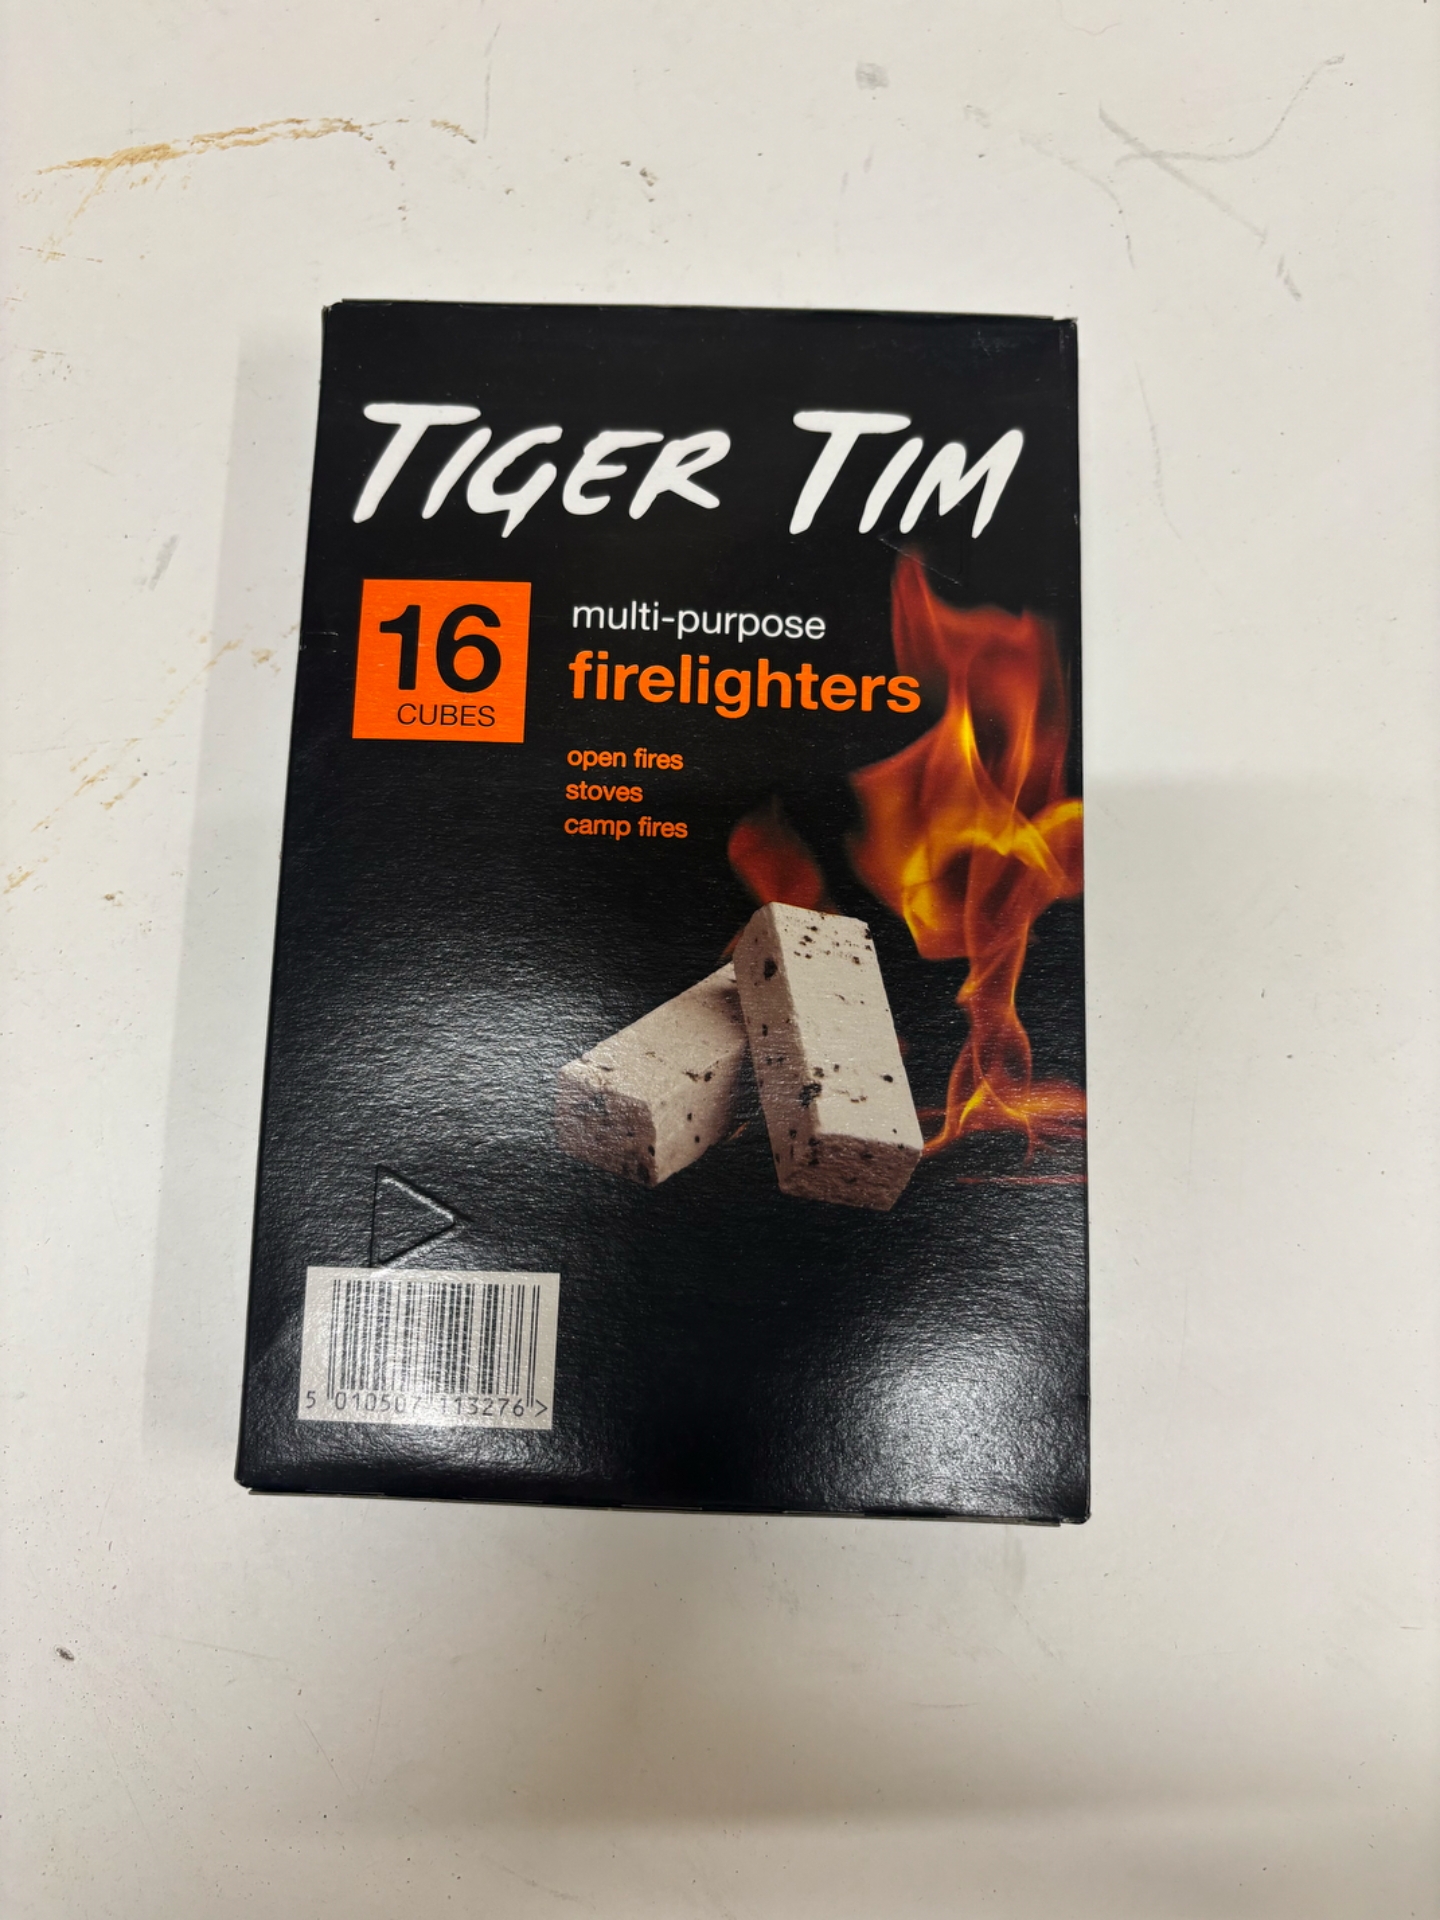 TIGER TIM
16
CUBES
multi-purpose
firelighters
open fires
stoves
camp fires
5 010507 113276 >